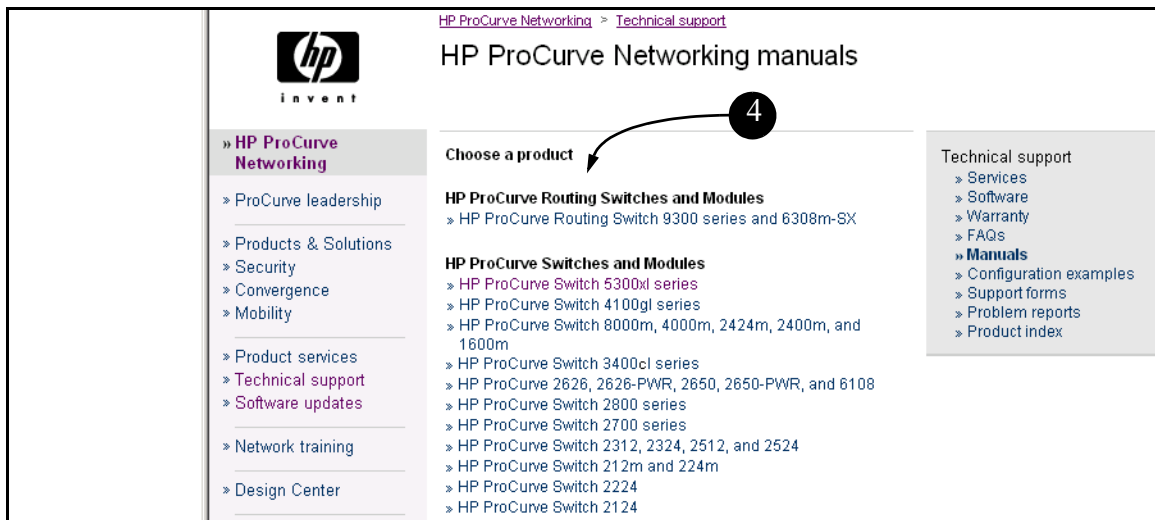 HP ProCurve Networking > Technical support
hp
invent
HP ProCurve Networking manuals
4
» HP ProCurve
Networking
» ProCurve leadership
» Products & Solutions
» Security
» Convergence
» Mobility
» Product services
» Technical support
» Software updates
» Network training
» Design Center
Choose a product
HP ProCurve Routing Switches and Modules
» HP ProCurve Routing Switch 9300 series and 6308m-SX
HP ProCurve Switches and Modules
» HP ProCurve Switch 5300xl series
» HP ProCurve Switch 4100gl series
» HP ProCurve Switch 8000m, 4000m, 2424m, 2400m, and
1600m
» HP ProCurve Switch 3400cl series
» HP ProCurve 2626, 2626-PWR, 2650, 2650-PWR, and 6108
» HP ProCurve Switch 2800 series
» HP ProCurve Switch 2700 series
» HP ProCurve Switch 2312, 2324, 2512, and 2524
» HP ProCurve Switch 212m and 224m
» HP ProCurve Switch 2224
» HP ProCurve Switch 2124
Technical support
» Services
» Software
» Warranty
» FAQs
» Manuals
» Configuration examples
» Support forms
» Problem reports
» Product index